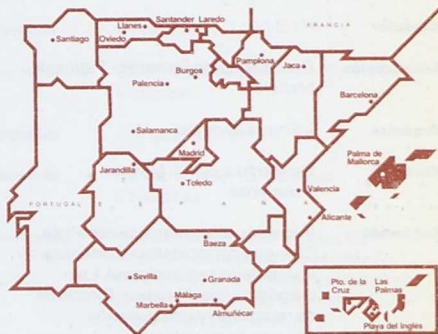 Santander Laredo
Llanes
FRANCIA
Santiago
Oviedo
Pamplona
Jaca
Burgos
Palencia
Barcelona
Salamanca
Madrid
Palma de
Mallorca
Jarandilla
Toledo
Valencia
PORTUGAL
ESPAÑA
Alicante
Baeza
Sevilla
Granada
Málaga
Marbella
Almuñécar
Pto. de la
Cruz
Las
Palmas
Playa del Inglés